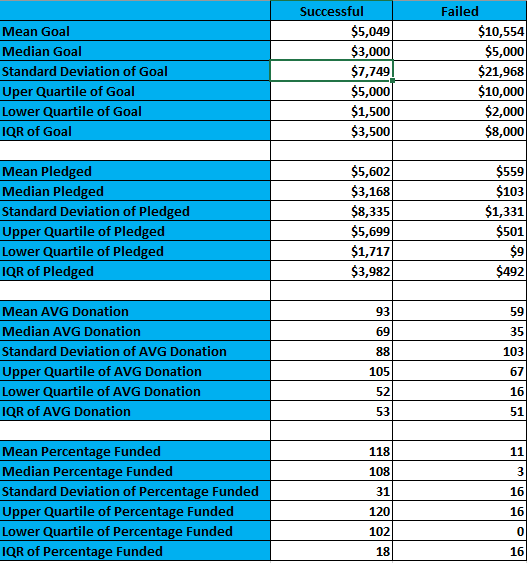 Successful Failed
Mean Goal $5,049 $10,554
Median Goal $3,000 $5,000
Standard Deviation of Goal $7,749 $21,968
Uper Quartile of Goal $5,000 $10,000
Lower Quartile of Goal $1,500 $2,000
IQR of Goal $3,500 $8,000
Mean Pledged $5,602 $559
Median Pledged $3,168 $103
Standard Deviation of Pledged $8,335 $1,331
Upper Quartile of Pledged $5,699 $501
Lower Quartile of Pledged $1,717 $9
IQR of Pledged $3,982 $492
Mean AVG Donation 93 59
Median AVG Donation 69 35
Standard Deviation of AVG Donation 88 103
Upper Quartile of AVG Donation 105 67
Lower Quartile of AVG Donation 52 16
IQR of AVG Donation 53 51
Mean Percentage Funded 118 11
Median Percentage Funded 108 3
Standard Deviation of Percentage Funded 31 16
Upper Quartile of Percentage Funded 120 16
Lower Quartile of Percentage Funded 102 0
IQR of Percentage Funded 18 16